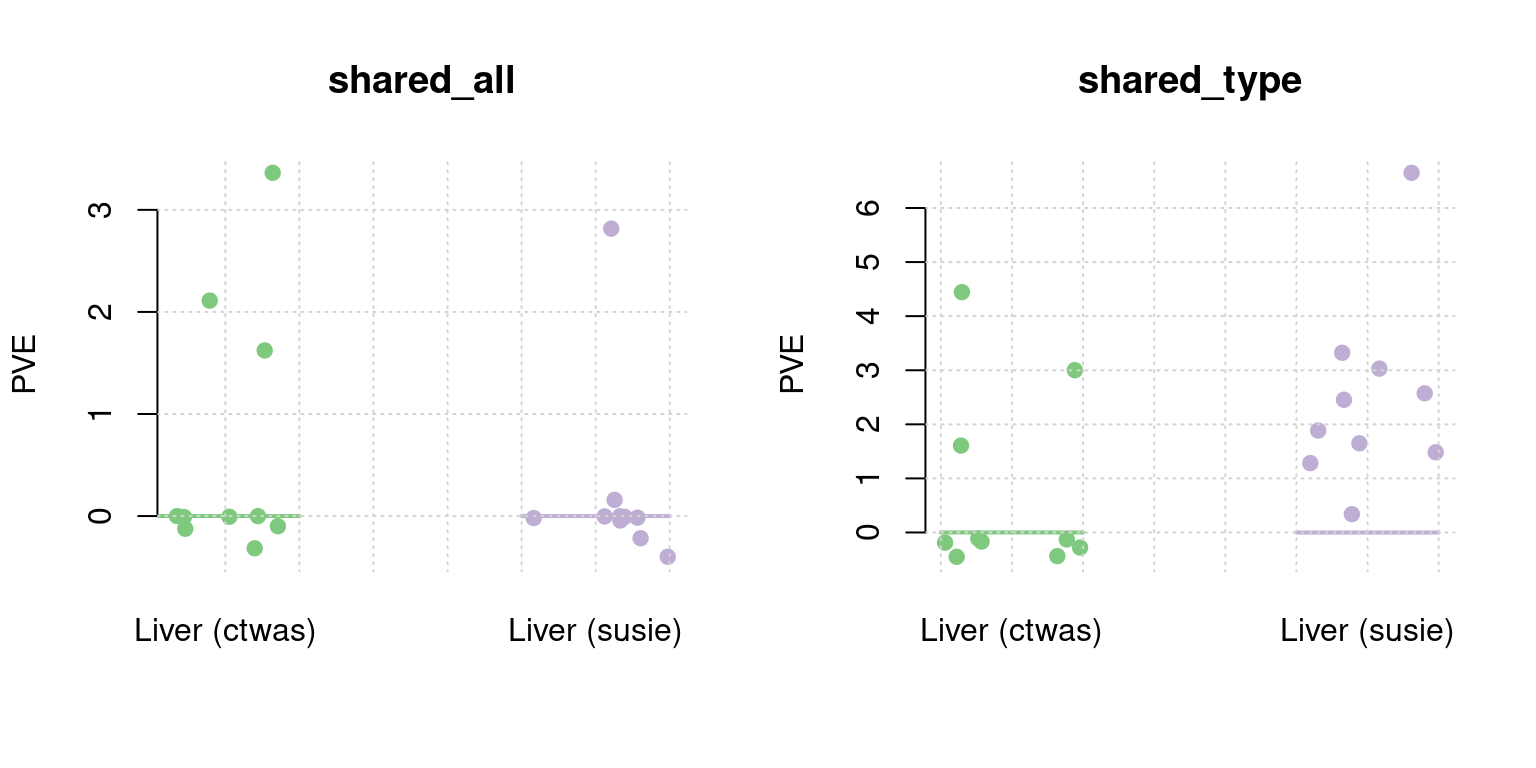 shared_all
PVE
3
2
1
0
Liver (ctwas)
Liver (susie)
shared_type
PVE
6
5
4
3
2
1
0
Liver (ctwas)
Liver (susie)